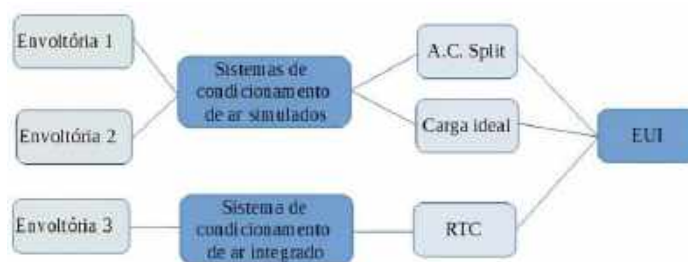 Envoltória 1
Envoltória 2
Envoltória 3
Sistemas de
condicionamento
de ar simulados
Sistema de
condicionamento
de ar integrado
A.C. Split
Carga ideal
RTC
EUI